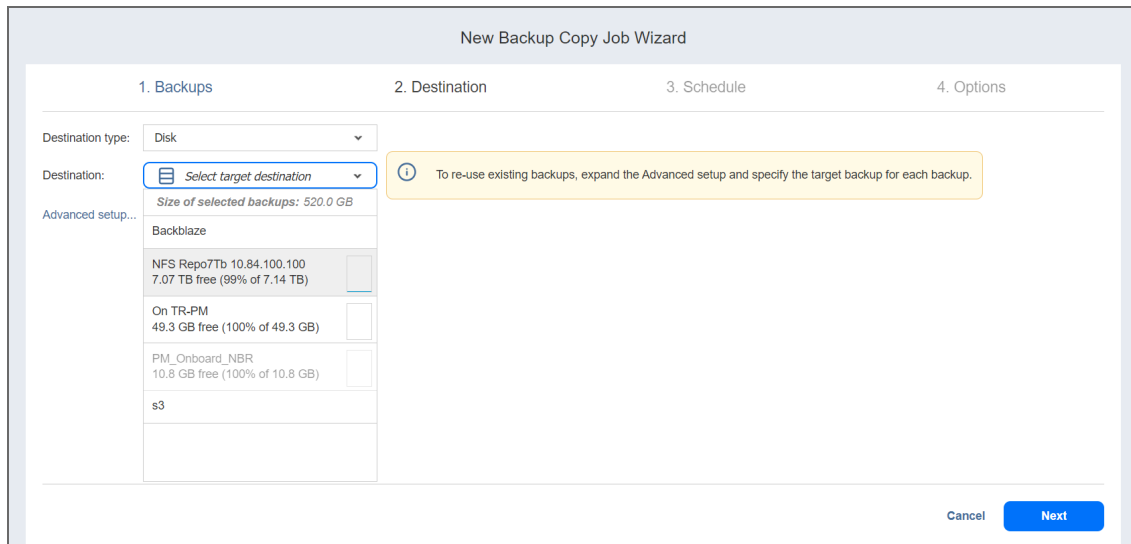 New Backup Copy Job Wizard
1. Backups
2. Destination
3. Schedule
4. Options
Destination type:
Disk
Destination:
Select target destination
To re-use existing backups, expand the Advanced setup and specify the target backup for each backup.
Size of selected backups: 520.0 GB
Advanced setup...
Backblaze
NFS Repo7Tb 10.84.100.100
7.07 TB free (99% of 7.14 TB)
On TR-PM
49.3 GB free (100% of 49.3 GB)
PM_Onboard_NBR
10.8 GB free (100% of 10.8 GB)
s3
Cancel
Next